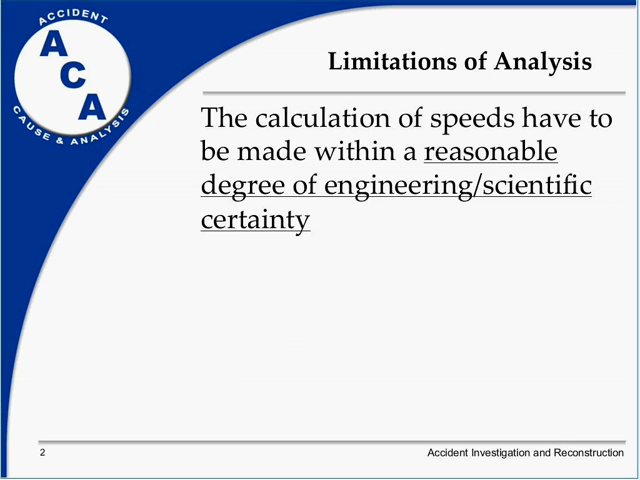 ACCIDENT
A
C
A
CAUSE & ANALYSIS
Limitations of Analysis
The calculation of speeds have to
be made within a reasonable
degree of engineering/scientific
certainty
2
Accident Investigation and Reconstruction